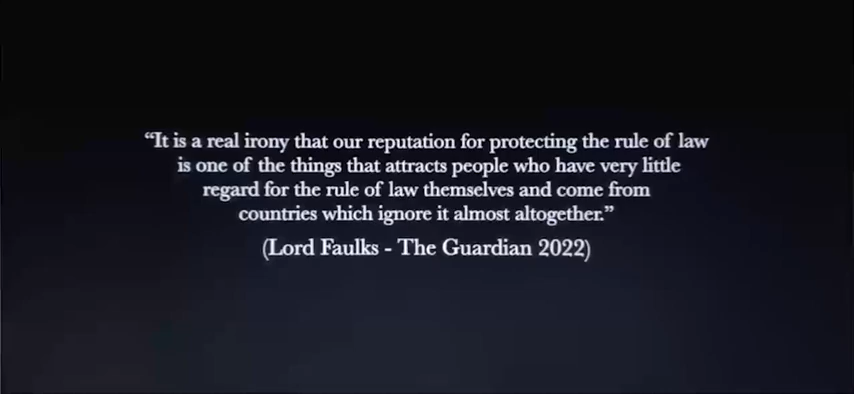 “It is a real irony that our reputation for protecting the rule of law
is one of the things that attracts people who have very little
regard for the rule of law themselves and come from
countries which ignore it almost altogether.”
(Lord Faulks - The Guardian 2022)